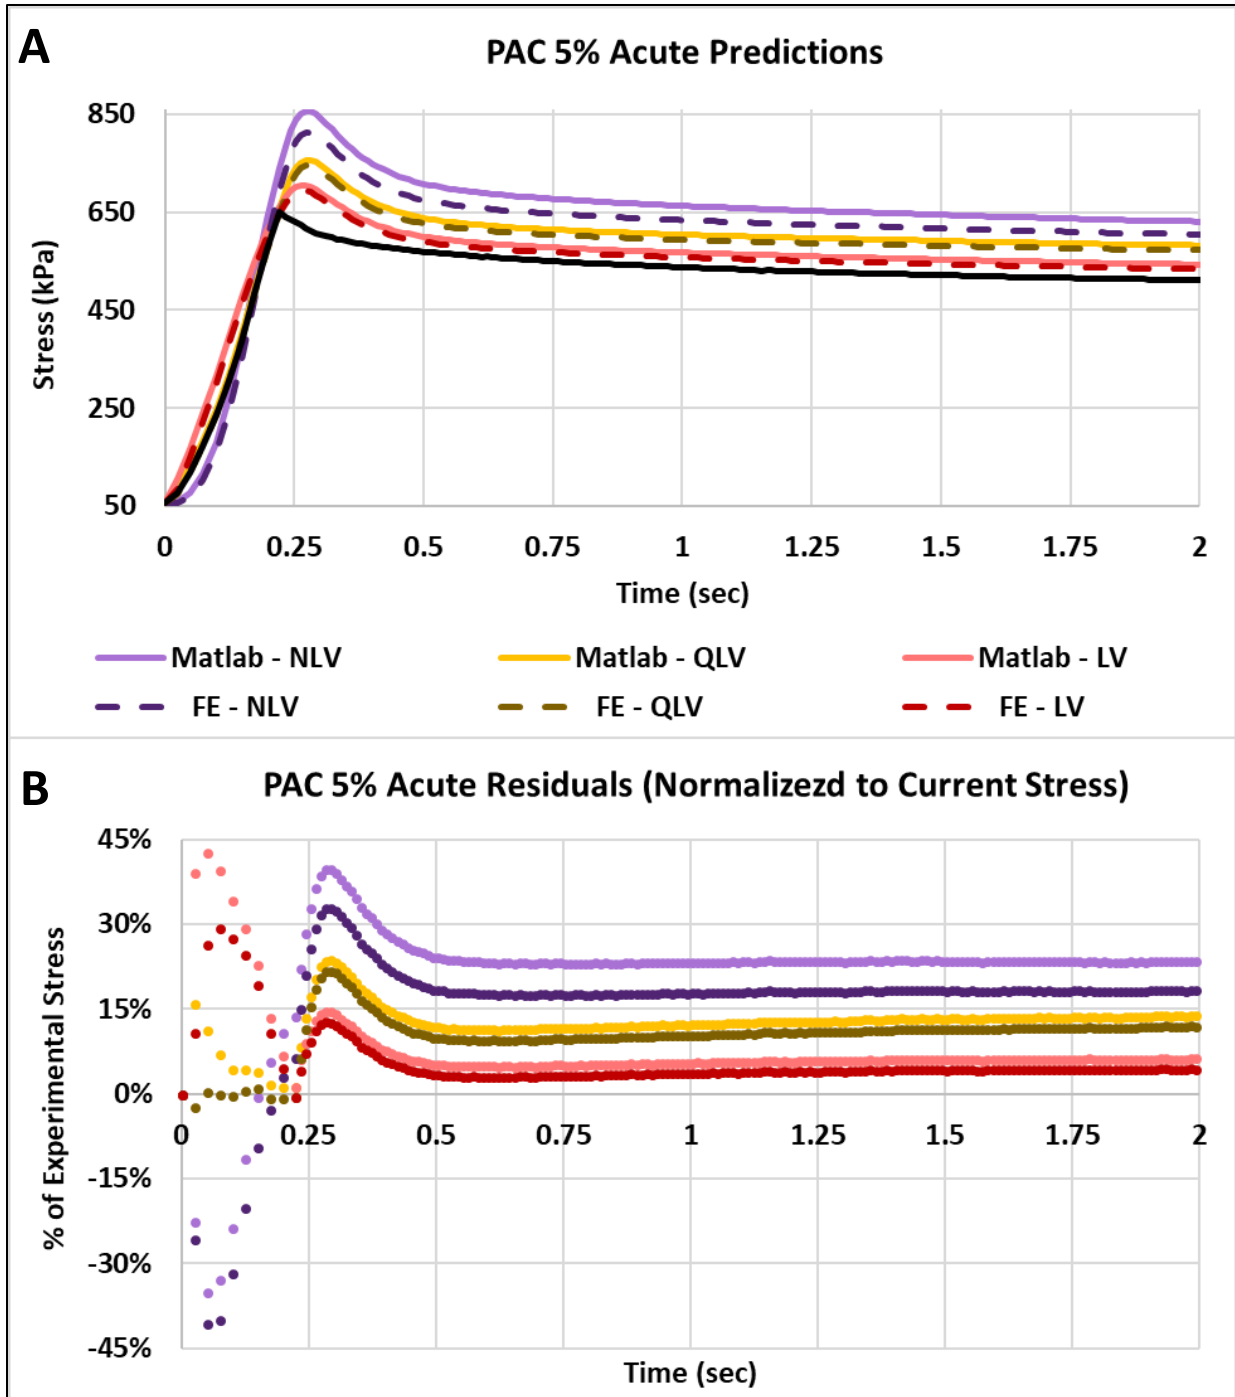 A
PAC 5% Acute Predictions
850
650
450
250
50
Stress (kPa)
0 0.25 0.5 0.75 1 1.25 1.5 1.75 2
Time (sec)
Matlab - NLV Matlab - QLV Matlab - LV
FE - NLV FE - QLV FE - LV
B
PAC 5% Acute Residuals (Normalizezd to Current Stress)
45%
30%
15%
0%
-15%
-30%
-45%
% of Experimental Stress
0 0.25 0.5 0.75 1 1.25 1.5 1.75 2
Time (sec)